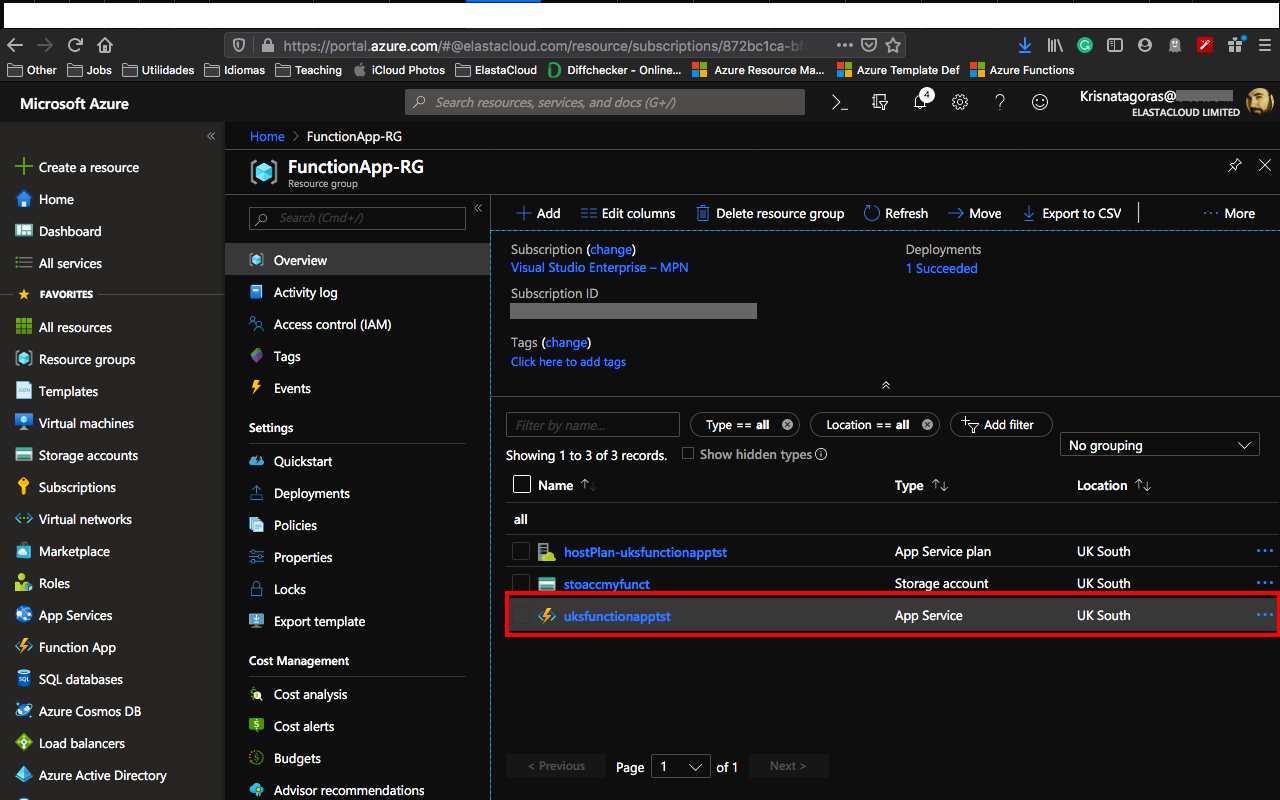 https://portal.azure.com/#@elastacloud.com/resource/subscriptions/872bc1ca-bf
Other Jobs Utilidades Idiomas Teaching iCloud Photos ElastaCloud Diffchecker - Online... Azure Resource Ma... Azure Template Def Azure Functions
Microsoft Azure
Search resources, services, and docs (G+/)
4
Krisnatagoras@
ELASTACLOUD LIMITED
«
Create a resource
Home
Dashboard
All services
FAVORITES
All resources
Resource groups
Templates
Virtual machines
Storage accounts
Subscriptions
Virtual networks
Marketplace
Roles
App Services
Function App
SQL databases
Azure Cosmos DB
Load balancers
Azure Active Directory
Home > FunctionApp-RG
FunctionApp-RG
Resource group
Search (Cmd+/)
«
Overview
Activity log
Access control (IAM)
Tags
Events
Settings
Quickstart
Deployments
Policies
Properties
Locks
Export template
Cost Management
Cost analysis
Cost alerts
Budgets
Advisor recommendations
Add Edit columns Delete resource group Refresh Move Export to CSV ··· More
Subscription (change)
Visual Studio Enterprise – MPN
Subscription ID
Tags (change)
Click here to add tags
Deployments
1 Succeeded
Filter by name...
Type == all
Location == all
Add filter
Showing 1 to 3 of 3 records.
Show hidden types
No grouping
Name Type Location
all
hostPlan-uksfunctionapptst App Service plan UK South ···
stoaccmyfunct Storage account UK South ···
uksfunctionapptst App Service UK South ···
< Previous Page 1 of 1 Next >